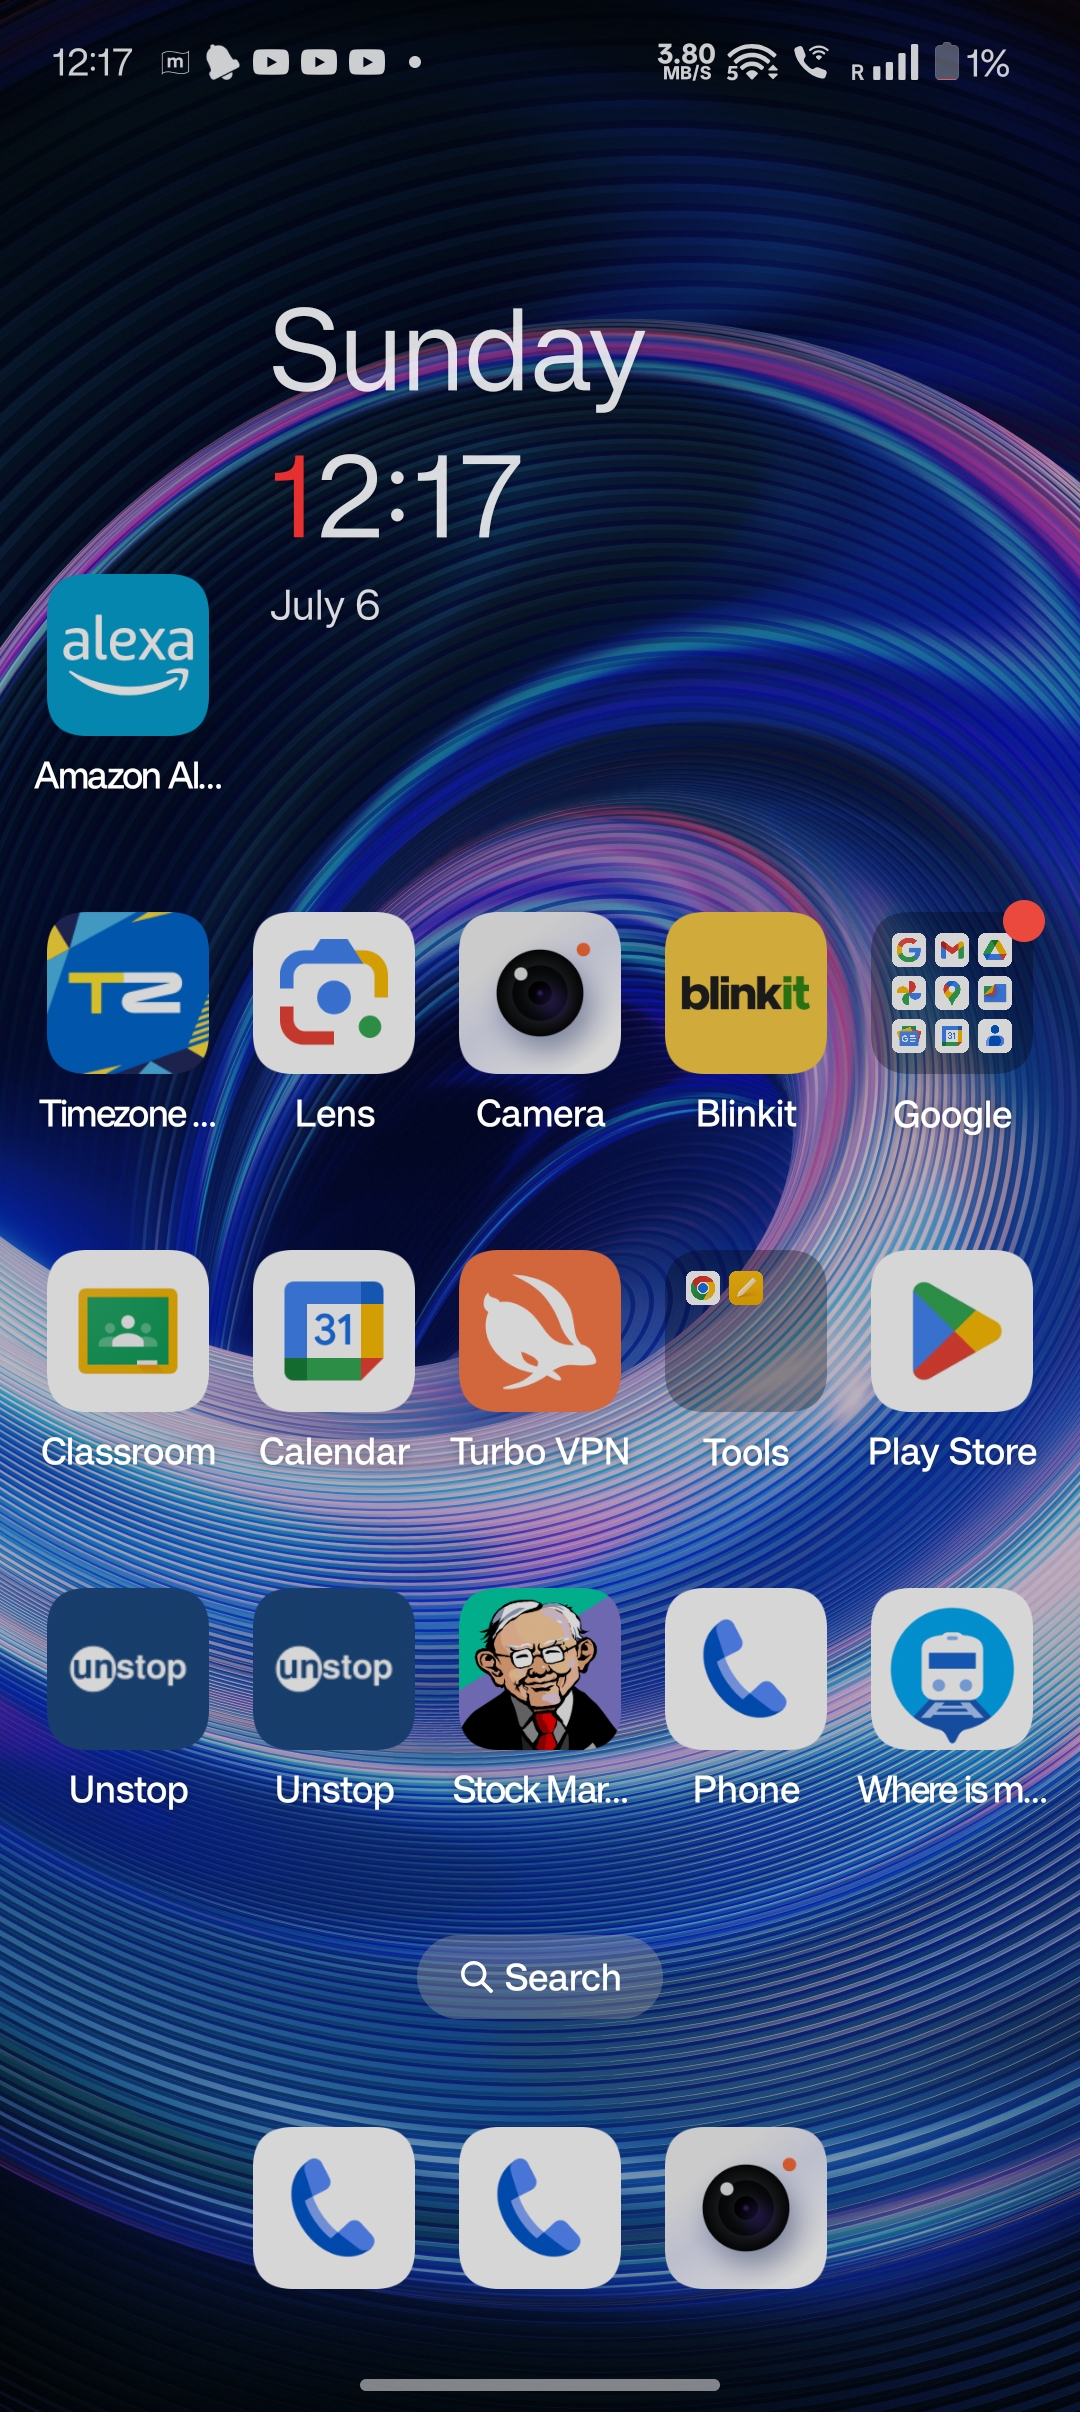 12:17 m 3.80 MB/S 5 R 1%
Sunday
12:17
July 6
alexa
Amazon Al...
TZ blinkit
Timezone ... Lens Camera Blinkit Google
31
Classroom Calendar Turbo VPN Tools Play Store
unstop unstop
Unstop Unstop Stock Mar... Phone Where is m...
Search